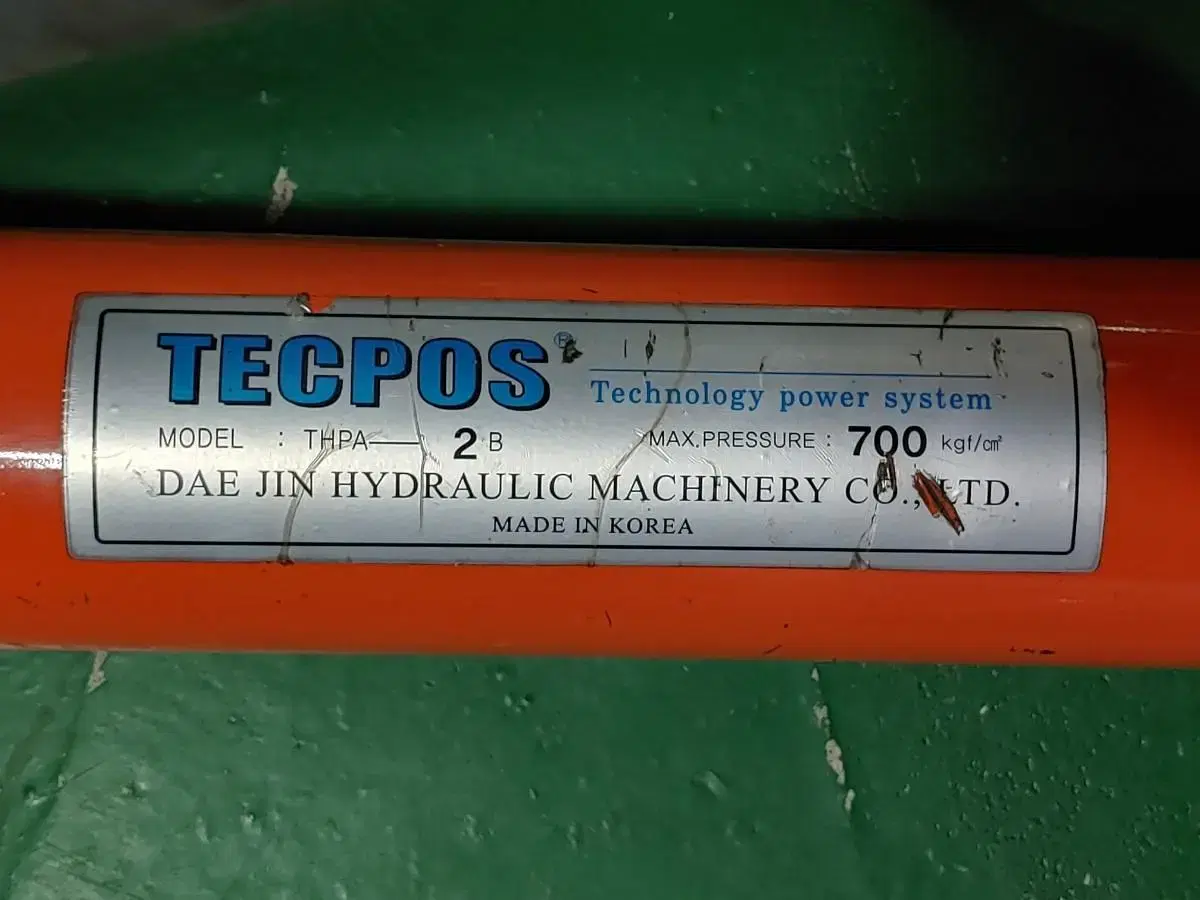 TECPOS®
Technology power system
MODEL : THPA— 2 B MAX.PRESSURE : 700 kgf/㎠
DAE JIN HYDRAULIC MACHINERY CO., LTD.
MADE IN KOREA